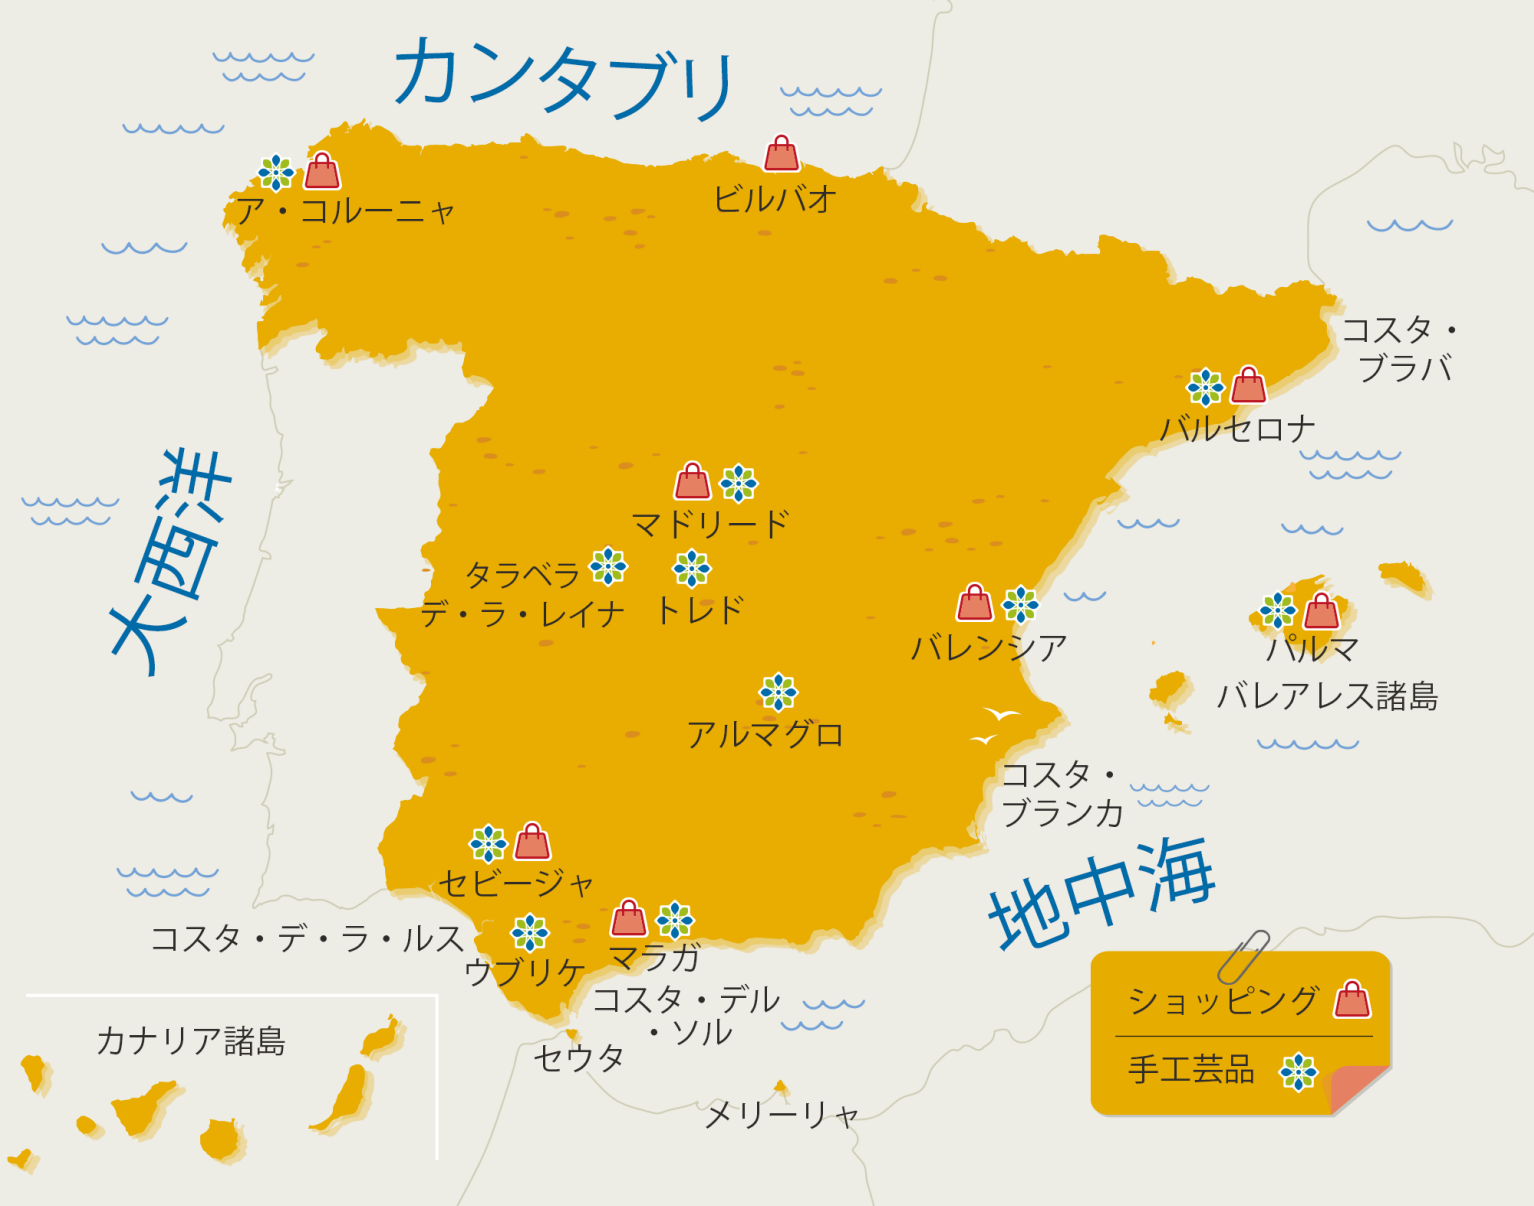 カンタブリ
ア・コルーニャ
ビルバオ
コスタ・
ブラバ
バルセロナ
大西洋
マドリード
タラベラ
デ・ラ・レイナ
トレド
バレンシア
パルマ
バレアレス諸島
アルマグロ
コスタ・
ブランカ
地中海
セビージャ
コスタ・デ・ラ・ルス
ウブリケ
マラガ
コスタ・デル
・ソル
セウタ
メリーリャ
カナリア諸島
ショッピング
手工芸品